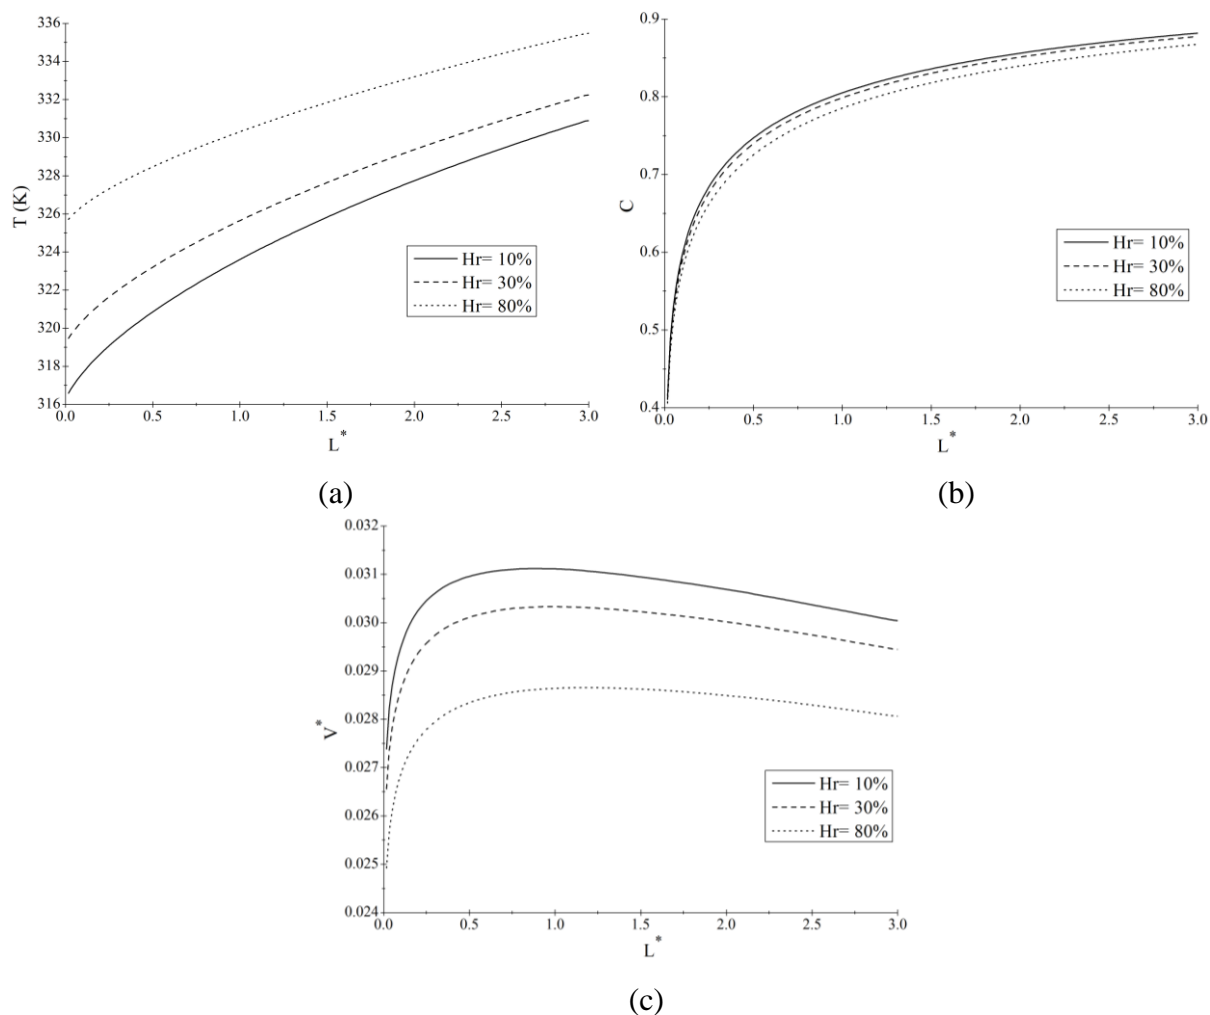 336
334
332
330
328
326
324
322
320
318
316
T (K)
0.0 0.5 1.0 1.5 2.0 2.5 3.0
L*
Hr= 10%
Hr= 30%
Hr= 80%
(a)
0.9
0.8
0.7
0.6
0.5
0.4
C
0.0 0.5 1.0 1.5 2.0 2.5 3.0
L*
Hr= 10%
Hr= 30%
Hr= 80%
(b)
0.032
0.031
0.030
0.029
0.028
0.027
0.026
0.025
0.024
V*
0.0 0.5 1.0 1.5 2.0 2.5 3.0
L*
Hr= 10%
Hr= 30%
Hr= 80%
(c)